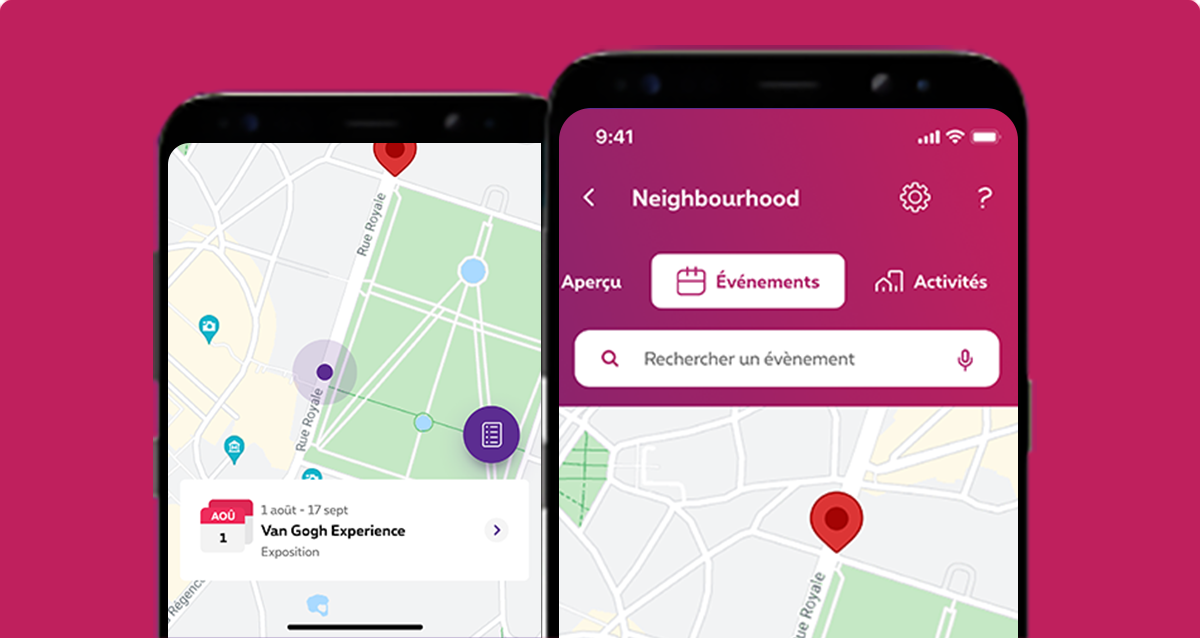 Rue Royale
Rue Royale
AOÛ
1
1 août - 17 sept
Van Gogh Experience
Exposition
Régence
9:41
Neighbourhood
?
Aperçu
Événements
Activités
Rechercher un évènement
Royale